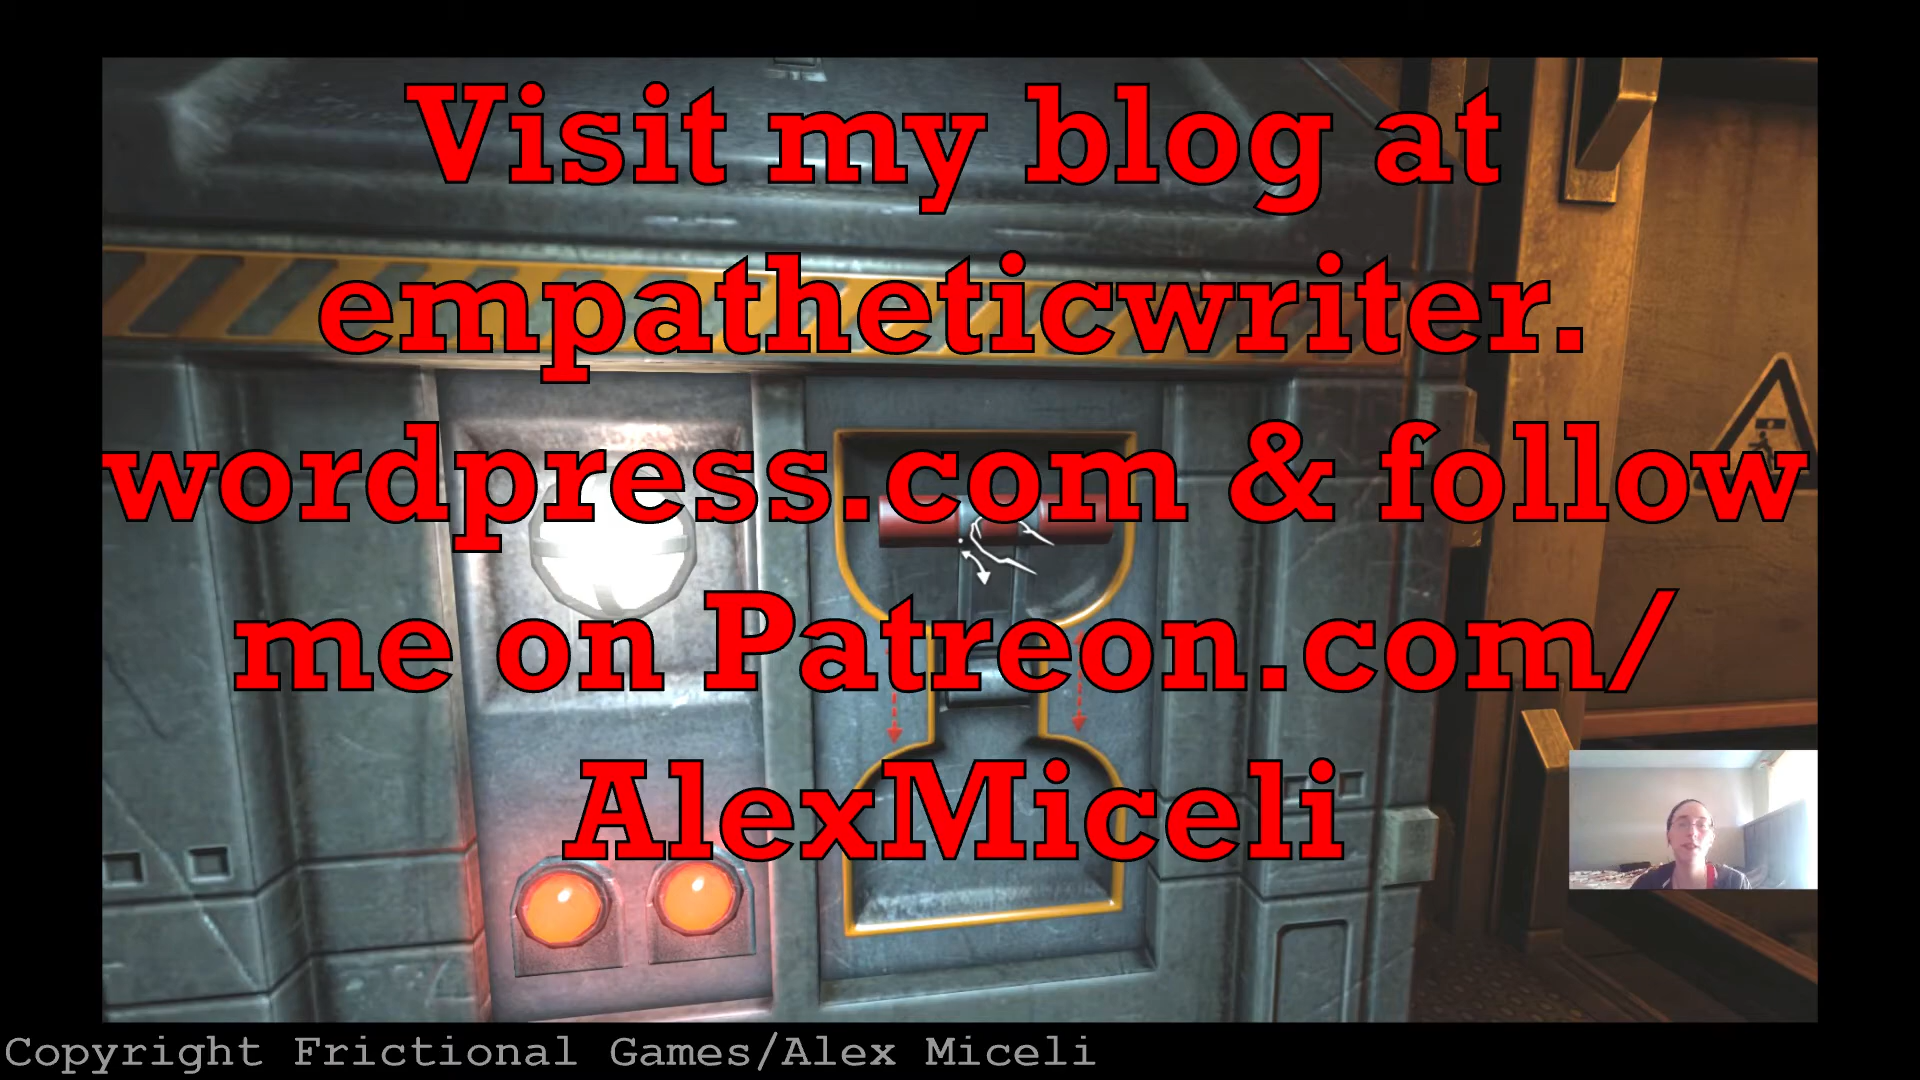 Visit my blog at
empatheticwriter.
wordpress.com & follow
me on Patreon.com/
AlexMiceli
Copyright Frictional Games/Alex Miceli